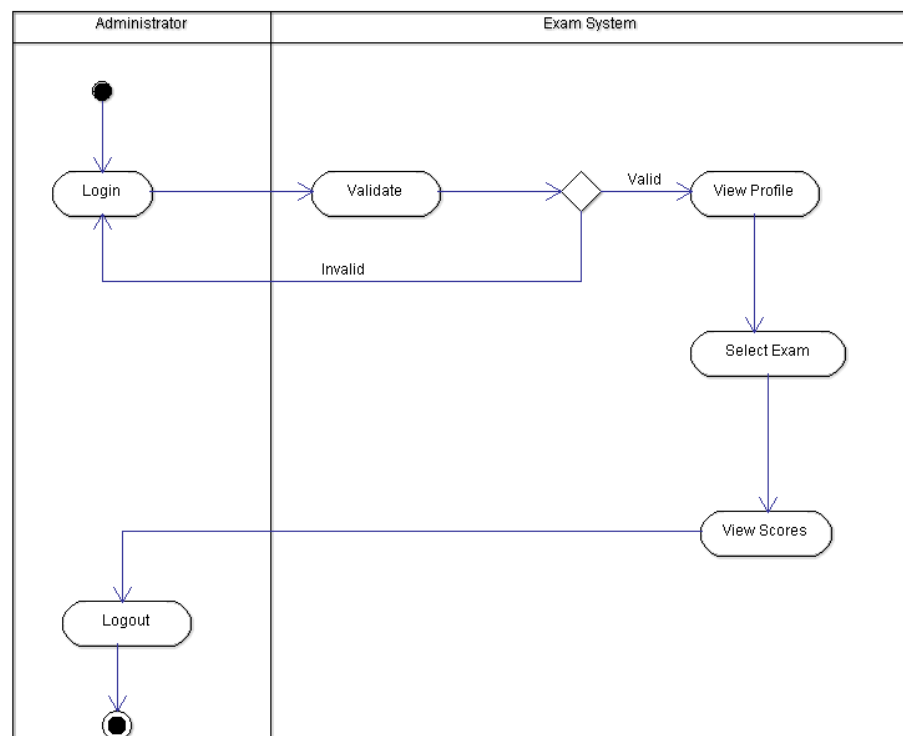 Administrator
Exam System
Login
Validate
Valid
View Profile
Invalid
Select Exam
View Scores
Logout